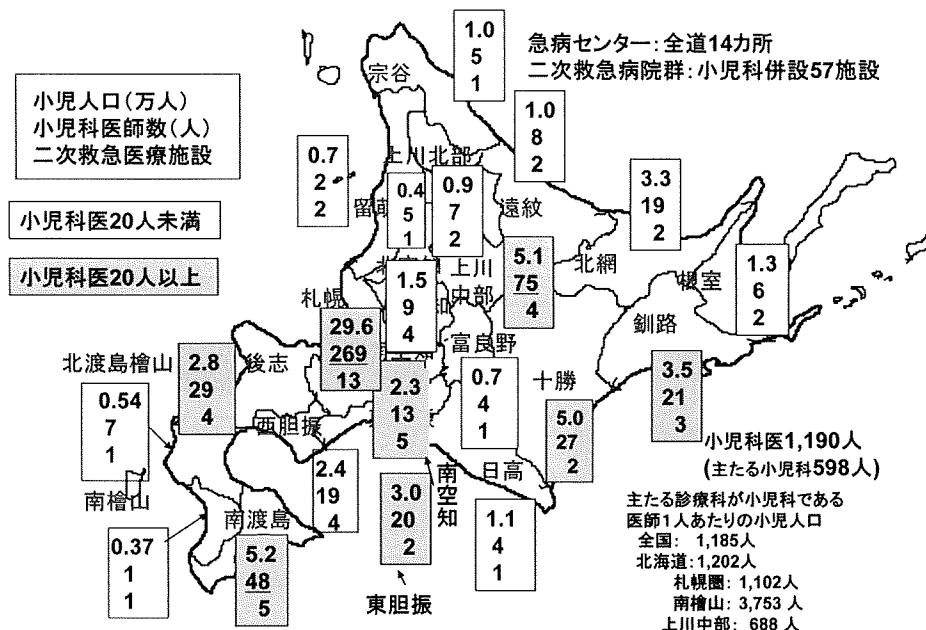 急病センター：全道14カ所
二次救急病院群：小児科併設57施設
小児人口（万人）
小児科医師数（人）
二次救急医療施設
小児科医20人未満
小児科医20人以上
宗谷
1.0
5
1
1.0
8
2
0.7
2
2
上川北部
0.4
5
1
0.9
7
2
遠紋
3.3
19
2
北網
5.1
75
4
上川
中部
1.5
9
4
根室
1.3
6
2
釧路
札幌
29.6
269
13
富良野
0.7
4
1
十勝
5.0
27
2
3.5
21
3
北渡島檜山
2.8
29
4
後志
2.3
13
5
0.54
7
1
西胆振
2.4
19
4
南空知
日高
1.1
4
1
南檜山
0.37
1
1
南渡島
5.2
48
5
3.0
20
2
東胆振
小児科医1,190人
(主たる小児科598人)
主たる診療科が小児科である
医師1人あたりの小児人口
全国： 1,185人
北海道：1,202人
札幌圏： 1,102人
南檜山： 3,753 人
上川中部： 688 人